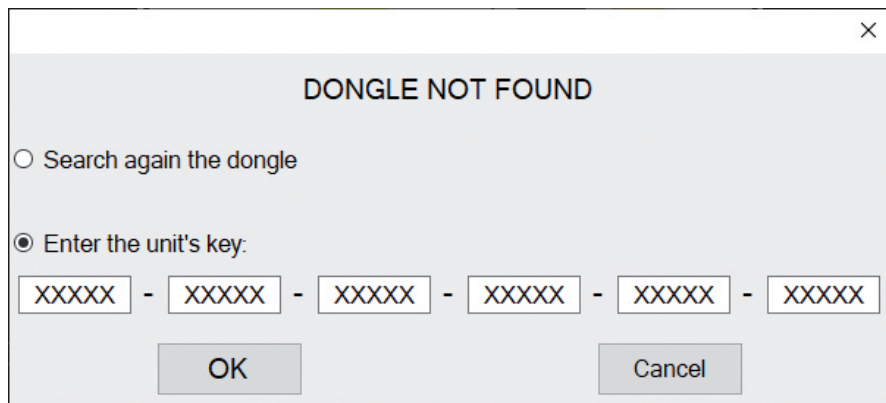 DONGLE NOT FOUND
Search again the dongle
Enter the unit's key:
XXXXX - XXXXX - XXXXX - XXXXX - XXXXX - XXXXX
OK Cancel